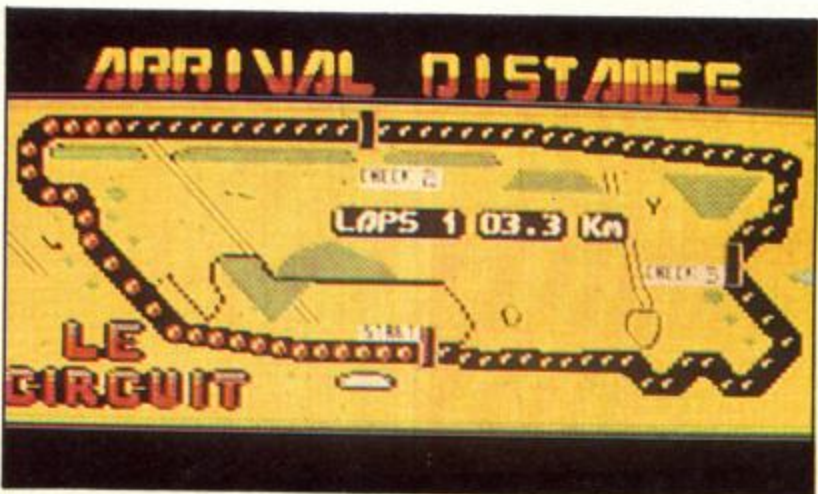 ARRIVAL DISTANCE
CHECK 2
LAPS 1 03.3 Km
CHECK 3
START
LE
CIRCUIT